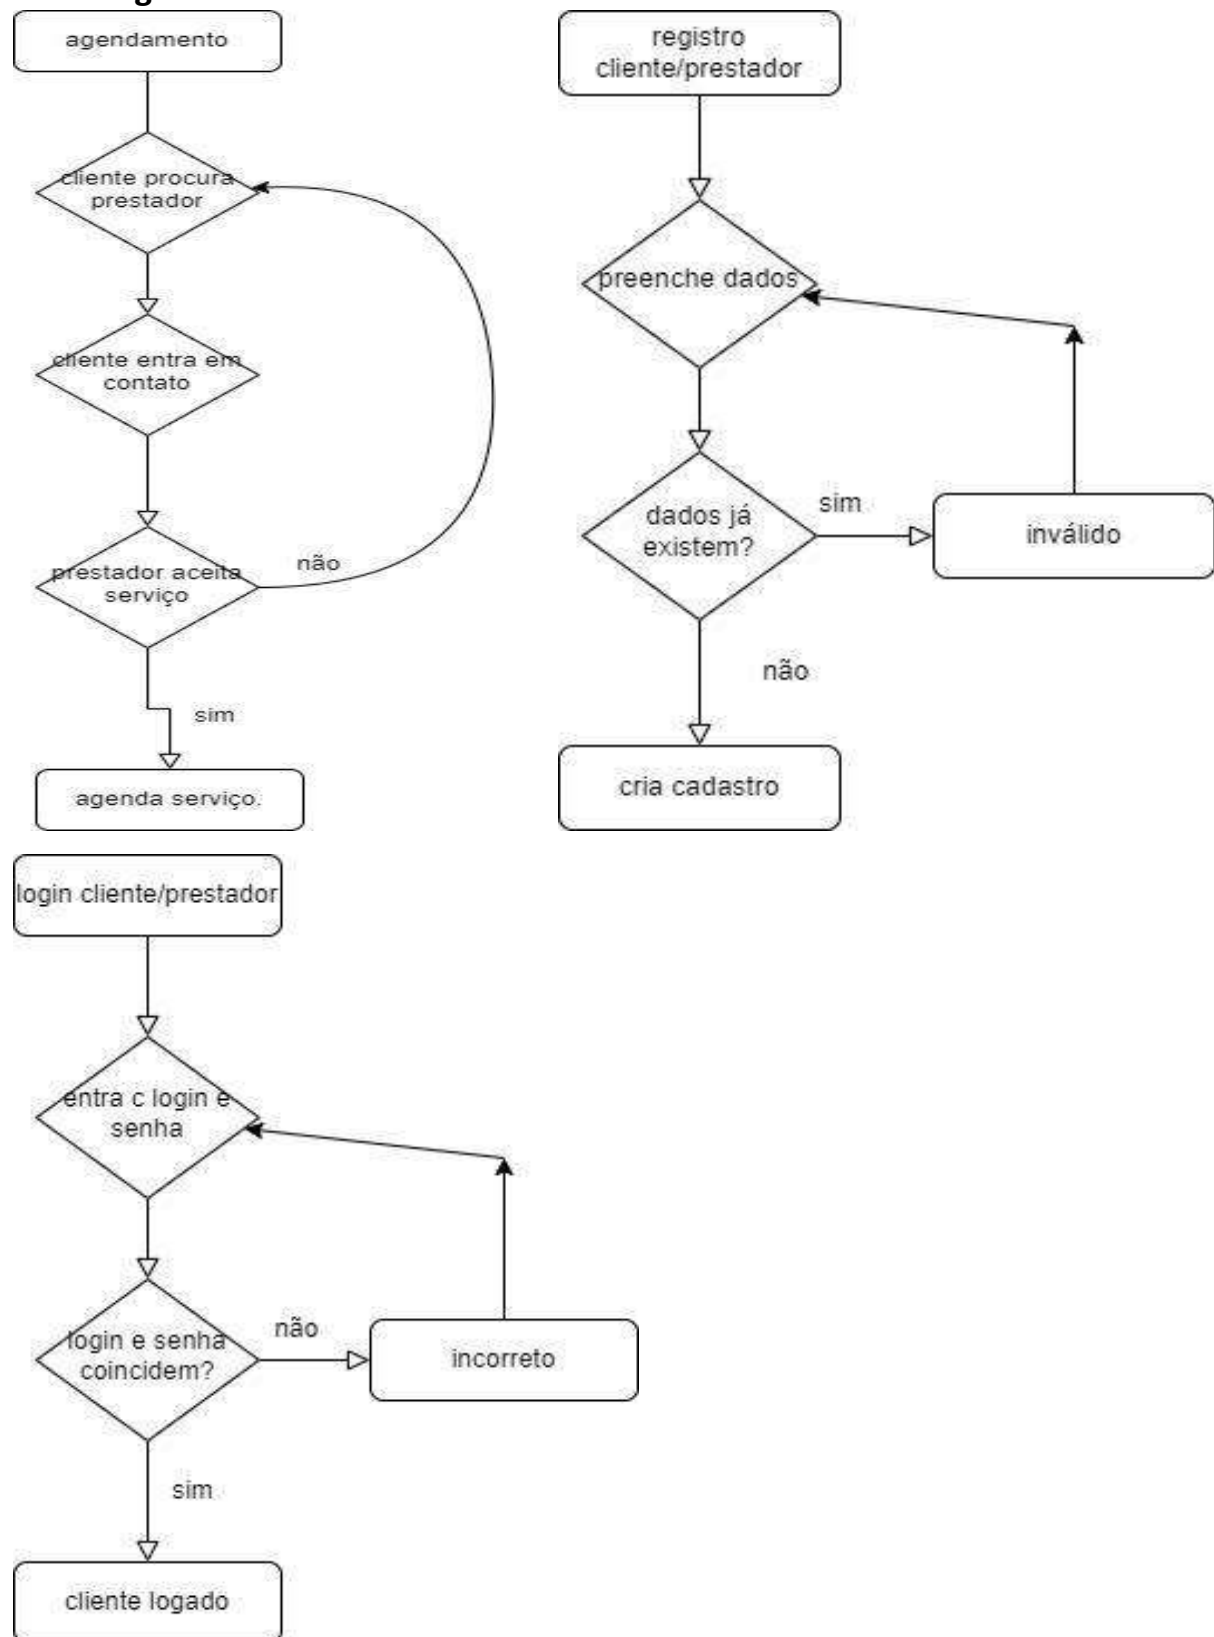 agendamento
cliente procura
prestador
cliente entra em
contato
prestador aceita
serviço
não
sim
agenda serviço.
registro
cliente/prestador
preenche dados
dados já
existem?
sim
inválido
não
cria cadastro
login cliente/prestador
entra c login e
senha
login e senha
coincidem?
não
incorreto
sim
cliente logado